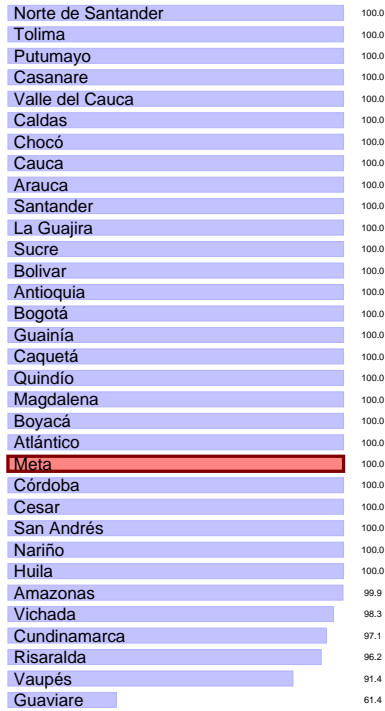 Norte de Santander 100.0
Tolima 100.0
Putumayo 100.0
Casanare 100.0
Valle del Cauca 100.0
Caldas 100.0
Chocó 100.0
Cauca 100.0
Arauca 100.0
Santander 100.0
La Guajira 100.0
Sucre 100.0
Bolivar 100.0
Antioquia 100.0
Bogotá 100.0
Guainía 100.0
Caquetá 100.0
Quindío 100.0
Magdalena 100.0
Boyacá 100.0
Atlántico 100.0
Meta 100.0
Córdoba 100.0
Cesar 100.0
San Andrés 100.0
Nariño 100.0
Huila 100.0
Amazonas 99.9
Vichada 98.3
Cundinamarca 97.1
Risaralda 96.2
Vaupés 91.4
Guaviare 61.4